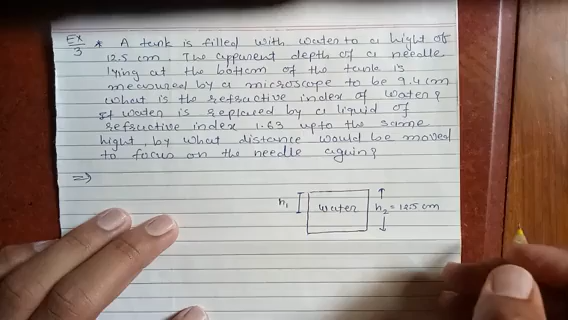 Ex
3 * A tank is filled with water to a hight of
12.5 cm. The apparent depth of a needle
lying at the bottom of the tank is
mecoured by a microscope to be 9.4 cm
what is the refractive index of water?
If water is replaced by a liquid of
refractive index 1.63 upto the same
hight, by what distance would be moved
to focus on the needle again?
⇒
h₁ water h₂ = 12.5 cm